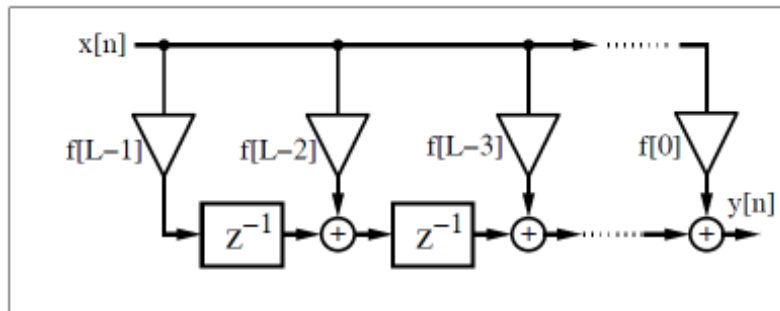 x[n]
f[L−1]
f[L−2]
f[L−3]
f[0]
y[n]
z⁻¹
+
z⁻¹
+
+